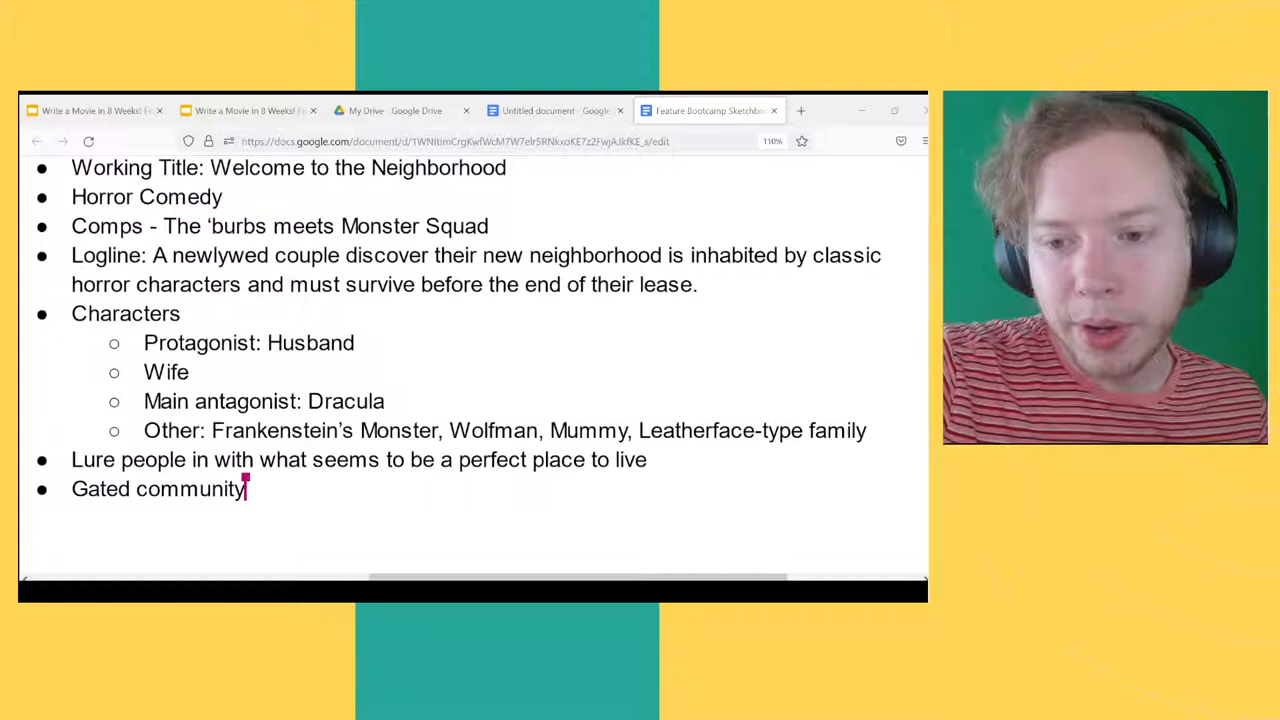 Write a Movie in 8 Weeks! Fe
Write a Movie in 8 Weeks! Fe
My Drive - Google Drive
Untitled document - Google
Feature Bootcamp Sketchboo
110%
● Working Title: Welcome to the Neighborhood
● Horror Comedy
● Comps - The ‘burbs meets Monster Squad
● Logline: A newlywed couple discover their new neighborhood is inhabited by classic
horror characters and must survive before the end of their lease.
● Characters
○ Protagonist: Husband
○ Wife
○ Main antagonist: Dracula
○ Other: Frankenstein’s Monster, Wolfman, Mummy, Leatherface-type family
● Lure people in with what seems to be a perfect place to live
● Gated community